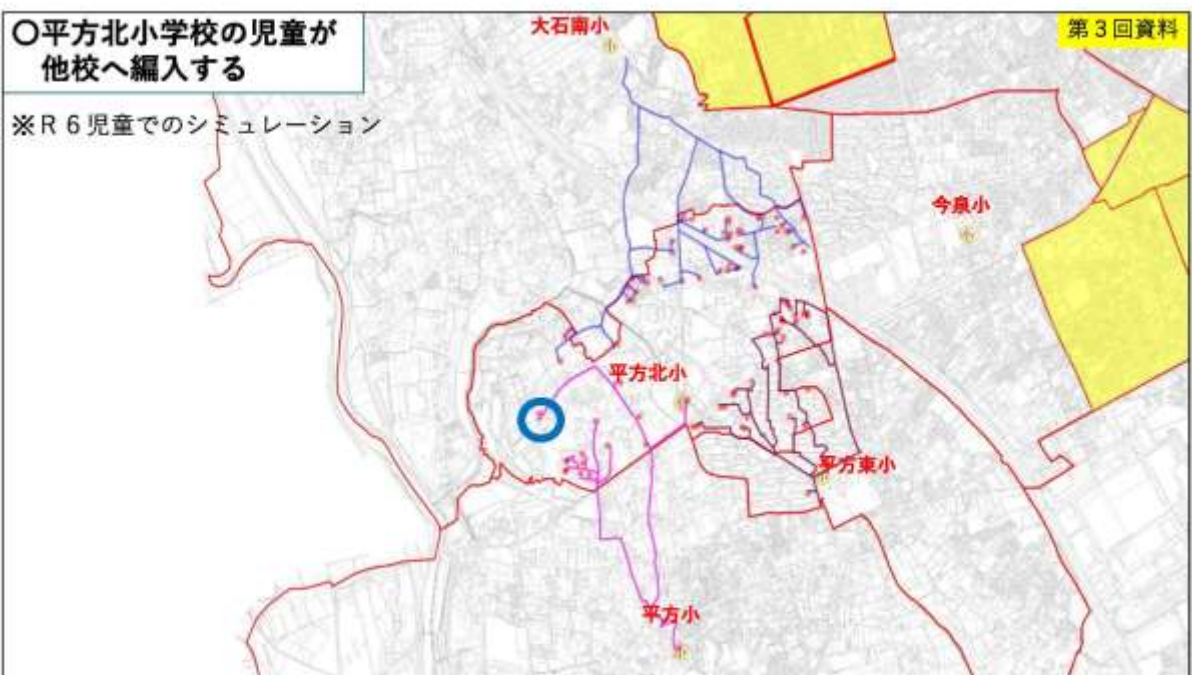 〇平方北小学校の児童が
他校へ編入する
第3回資料
※R6児童でのシミュレーション
大石南小
今泉小
平方北小
平方東小
平方小